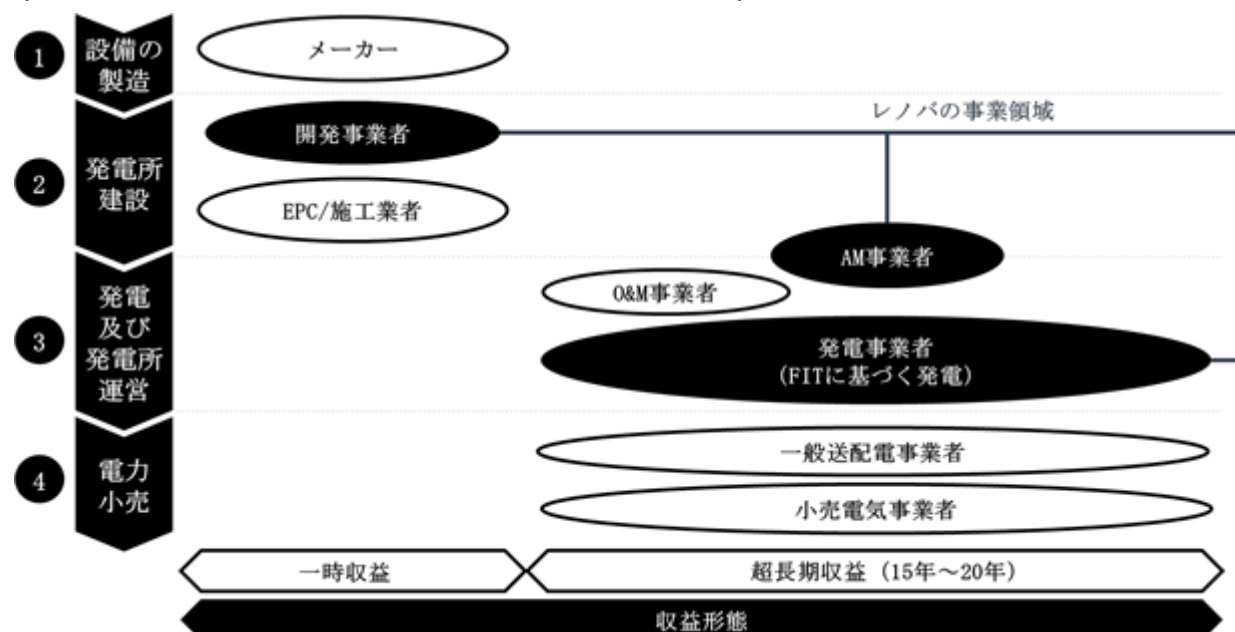 1
設備の
製造
メーカー
レノバの事業領域
開発事業者
2
発電所
建設
EPC/施工業者
AM事業者
O&M事業者
3
発電
及び
発電所
運営
発電事業者
(FITに基づく発電)
一般送配電事業者
4
電力
小売
小売電気事業者
一時収益
超長期収益 (15年～20年)
収益形態